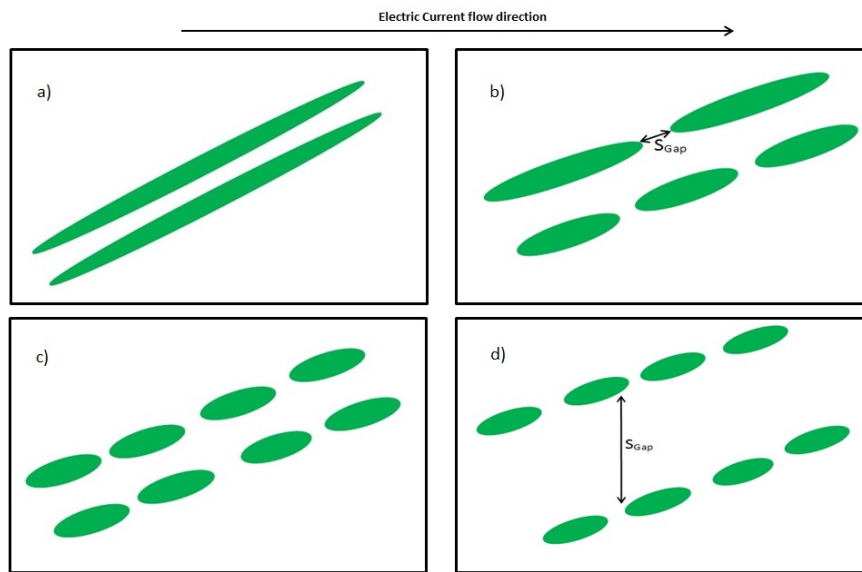 Electric Current flow direction
a)
b)
SGap
c)
d)
SGap